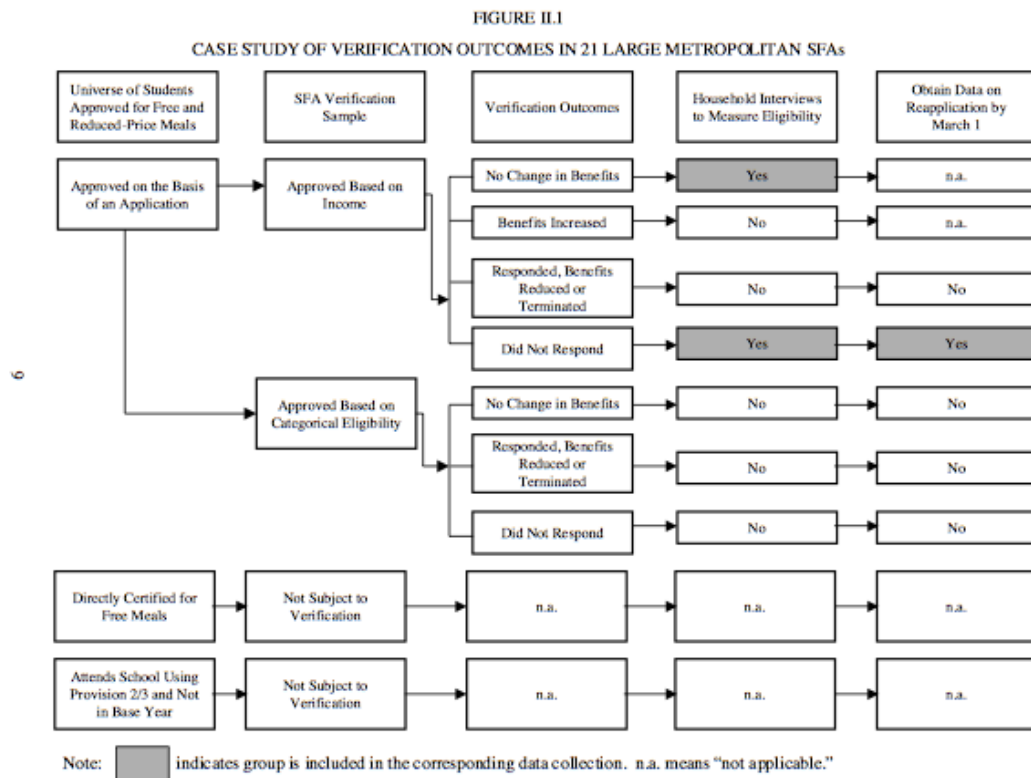 FIGURE II.1
CASE STUDY OF VERIFICATION OUTCOMES IN 21 LARGE METROPOLITAN SFAs
Universe of Students
Approved for Free and
Reduced-Price Meals
SFA Verification
Sample
Verification Outcomes
Household Interviews
to Measure Eligibility
Obtain Data on
Reapplication by
March 1
Approved on the Basis
of an Application
Approved Based on
Income
No Change in Benefits
Yes
n.a.
Benefits Increased
No
n.a.
Responded, Benefits
Reduced or
Terminated
No
No
Did Not Respond
Yes
Yes
Approved Based on
Categorical Eligibility
No Change in Benefits
No
No
Responded, Benefits
Reduced or
Terminated
No
No
Did Not Respond
No
No
Directly Certified for
Free Meals
Not Subject to
Verification
n.a.
n.a.
n.a.
Attends School Using
Provision 2/3 and Not
in Base Year
Not Subject to
Verification
n.a.
n.a.
n.a.
Note: indicates group is included in the corresponding data collection. n.a. means “not applicable.”